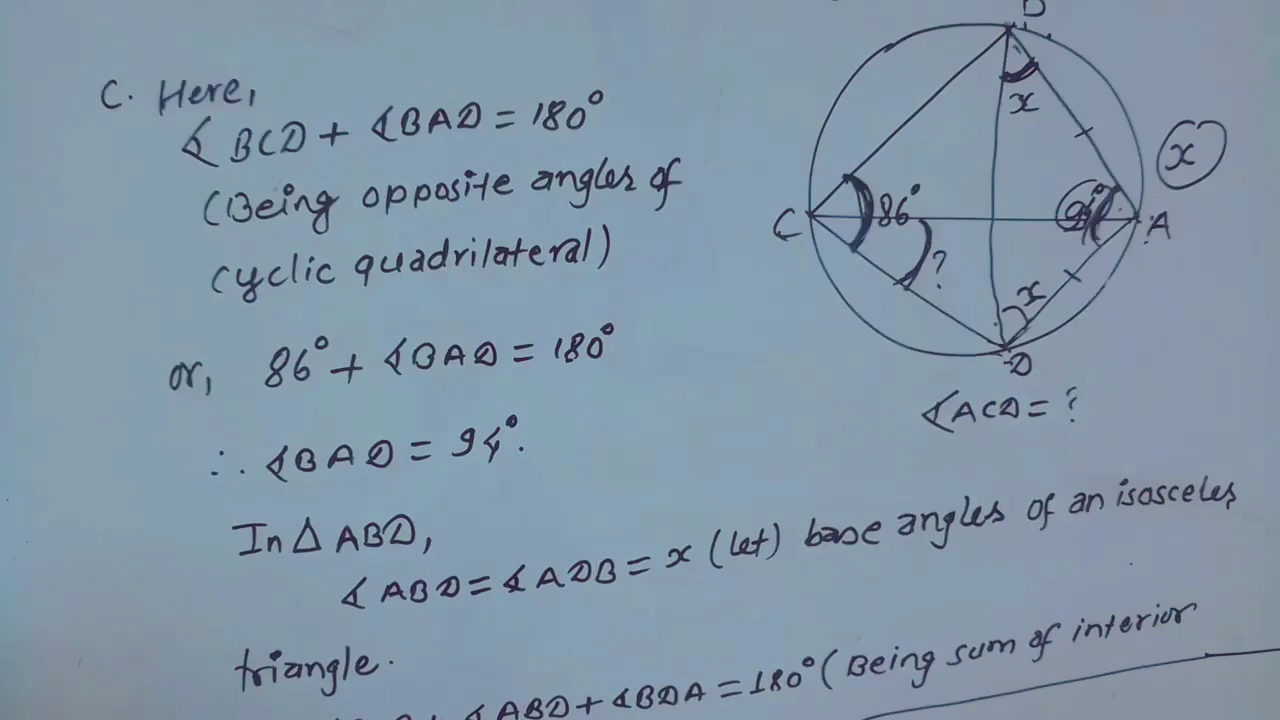 C. Here,
∠BCD + ∠BAD = 180°
(Being opposite angles of
cyclic quadrilateral)
or, 86° + ∠BAD = 180°
∴ ∠BAD = 94°.
In △ ABD,
∠ABD = ∠ADB = x (let) base angles of an isosceles
triangle.
∠ABD + ∠BDA = 180° (Being sum of interior
B
x
x
C
86°
94°
A
?
x
D
∠ACD = ?